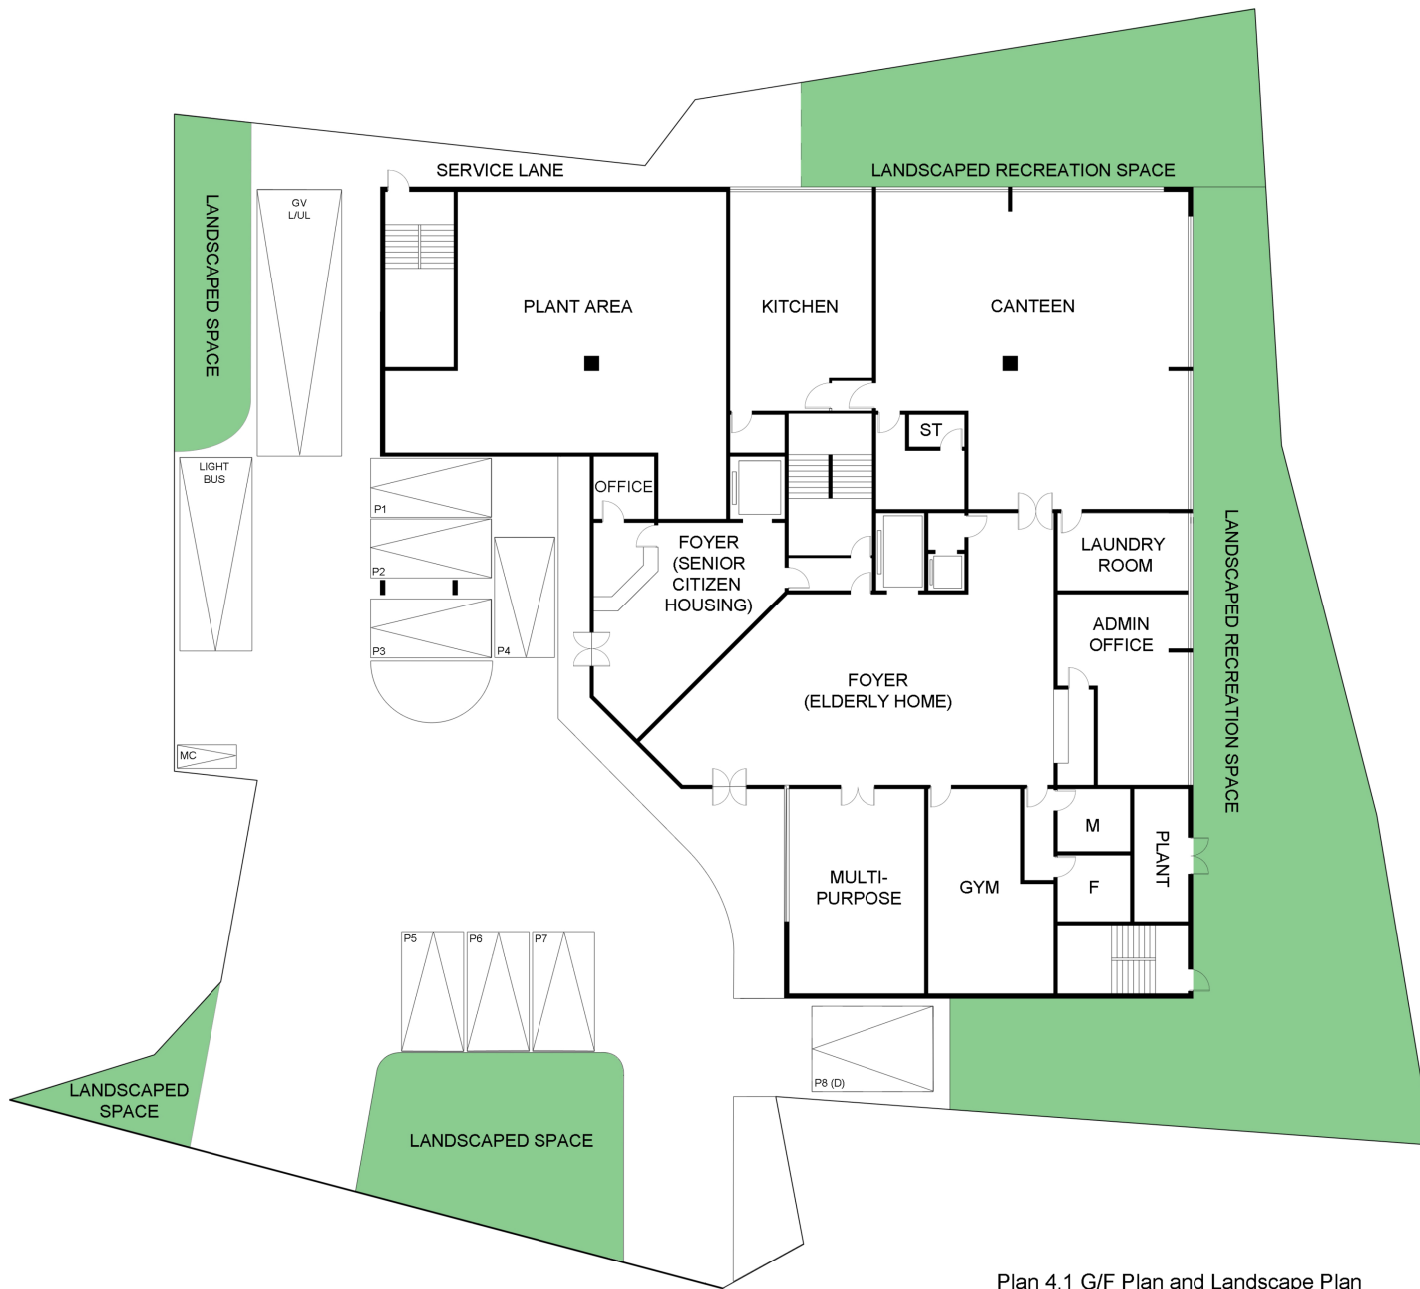 SERVICE LANE
LANDSCAPED RECREATION SPACE
LANDSCAPED SPACE
GV
L/UL
PLANT AREA
KITCHEN
CANTEEN
ST
LIGHT
BUS
P1
OFFICE
P2
FOYER
(SENIOR
CITIZEN
HOUSING)
LAUNDRY
ROOM
LANDSCAPED RECREATION SPACE
P3
P4
ADMIN
OFFICE
FOYER
(ELDERLY HOME)
MC
M
PLANT
MULTI-
PURPOSE
GYM
F
P5
P6
P7
P8 (D)
LANDSCAPED
SPACE
LANDSCAPED SPACE
Plan 4.1 G/F Plan and Landscape Plan